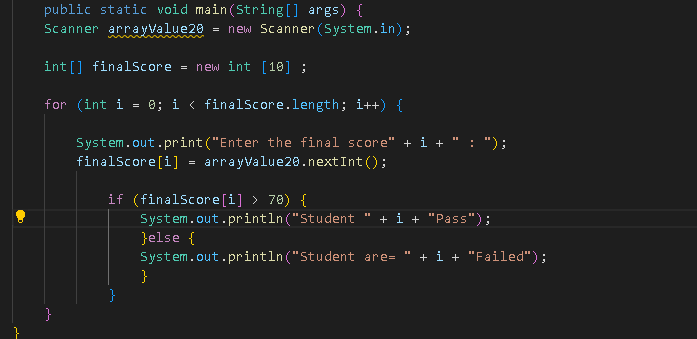 public static void main(String[] args) {
Scanner arrayValue20 = new Scanner(System.in);
int[] finalScore = new int [10] ;
for (int i = 0; i < finalScore.length; i++) {
System.out.print("Enter the final score" + i + " : ");
finalScore[i] = arrayValue20.nextInt();
if (finalScore[i] > 70) {
System.out.println("Student " + i + "Pass");
}else {
System.out.println("Student are= " + i + "Failed");
}
}
}
}